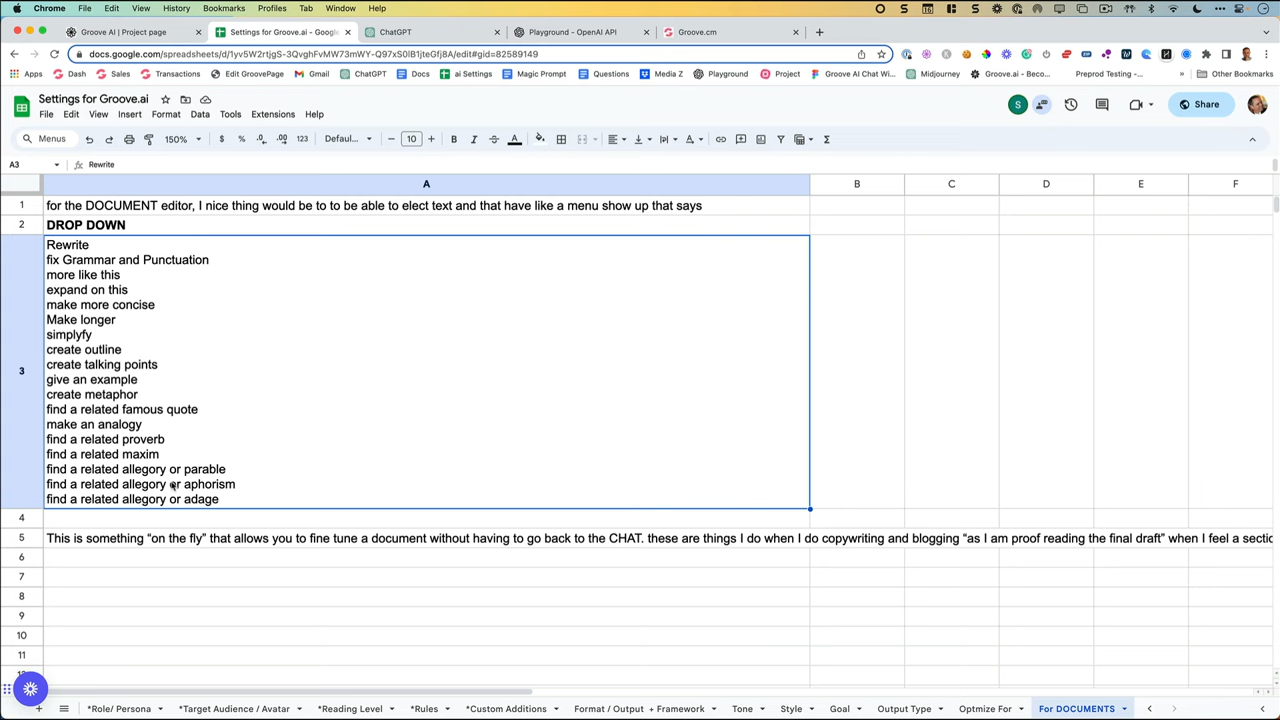 Chrome File Edit View History Bookmarks Profiles Tab Window Help
Groove AI | Project page
Settings for Groove.ai - Google
ChatGPT
Playground - OpenAI API
Groove.cm
docs.google.com/spreadsheets/d/1yv5W2rtjgS-3QvghFvMW73mWY-Q97xS0lB1jteGfj8A/edit#gid=82589149
Apps Dash Sales Transactions Edit GroovePage Gmail ChatGPT Docs ai Settings Magic Prompt Questions Media Z Playground Project Groove AI Chat Wi... Midjourney Groove.ai - Beco... Preprod Testing -... » Other Bookmarks
Settings for Groove.ai
File Edit View Insert Format Data Tools Extensions Help
Share
Menus 150% $ % .0 .00 123 Defaul... 10 B I A
A3 fx Rewrite
A B C D E F
1 for the DOCUMENT editor, I nice thing would be to to be able to elect text and that have like a menu show up that says
2 DROP DOWN
Rewrite
fix Grammar and Punctuation
more like this
expand on this
make more concise
Make longer
simplyfy
create outline
3 create talking points
give an example
create metaphor
find a related famous quote
make an analogy
find a related proverb
find a related maxim
find a related allegory or parable
find a related allegory or aphorism
find a related allegory or adage
4
5 This is something “on the fly” that allows you to fine tune a document without having to go back to the CHAT. these are things I do when I do copywriting and blogging “as I am proof reading the final draft” when I feel a sectio
6
7
8
9
10
11
*Role/ Persona *Target Audience / Avatar *Reading Level *Rules *Custom Additions Format / Output + Framework Tone Style Goal Output Type Optmize For For DOCUMENTS